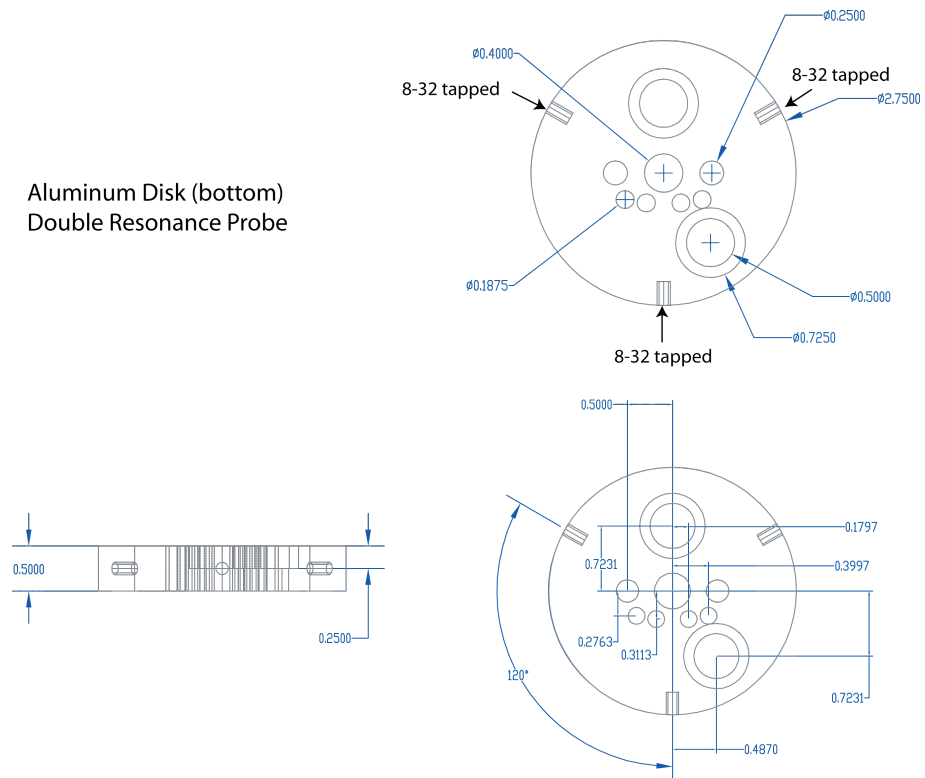 ø0.2500
ø0.4000
8-32 tapped
8-32 tapped
ø2.7500
Aluminum Disk (bottom)
Double Resonance Probe
ø0.1875
ø0.5000
ø0.7250
8-32 tapped
0.5000
0.1797
0.7231
0.3997
0.5000
0.2500
0.2763
0.3113
120°
0.7231
0.4870